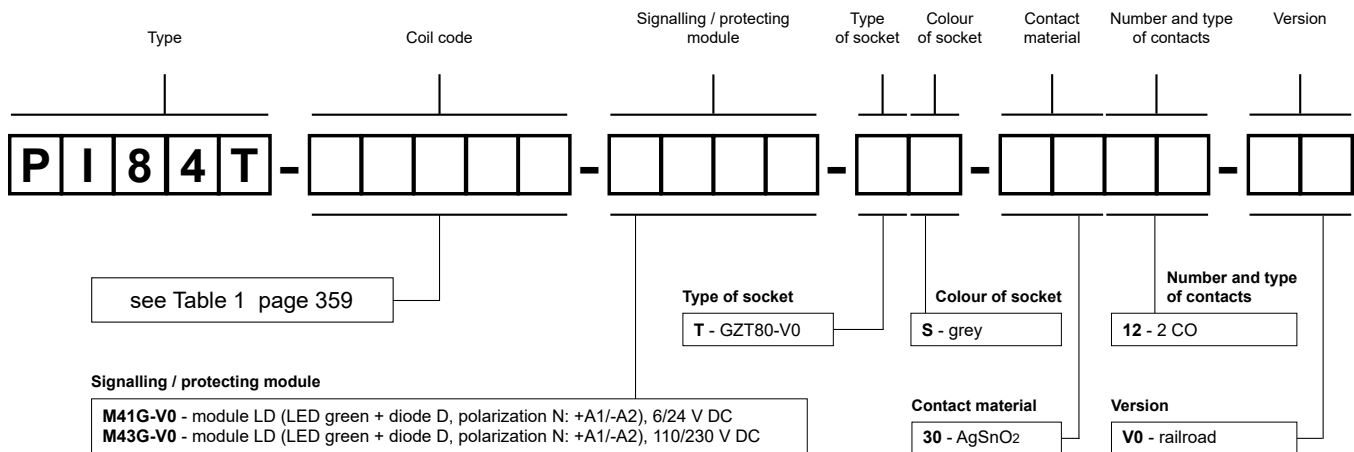 Type
Coil code
Signalling / protecting
module
Type
of socket
Colour
of socket
Contact
material
Number and type
of contacts
Version
P I 8 4 T - - - - -
see Table 1 page 359
Type of socket
T - GZT80-V0
Colour of socket
S - grey
Number and type
of contacts
12 - 2 CO
Signalling / protecting module
M41G-V0 - module LD (LED green + diode D, polarization N: +A1/-A2), 6/24 V DC
M43G-V0 - module LD (LED green + diode D, polarization N: +A1/-A2), 110/230 V DC
Contact material
30 - AgSnO2
Version
V0 - railroad